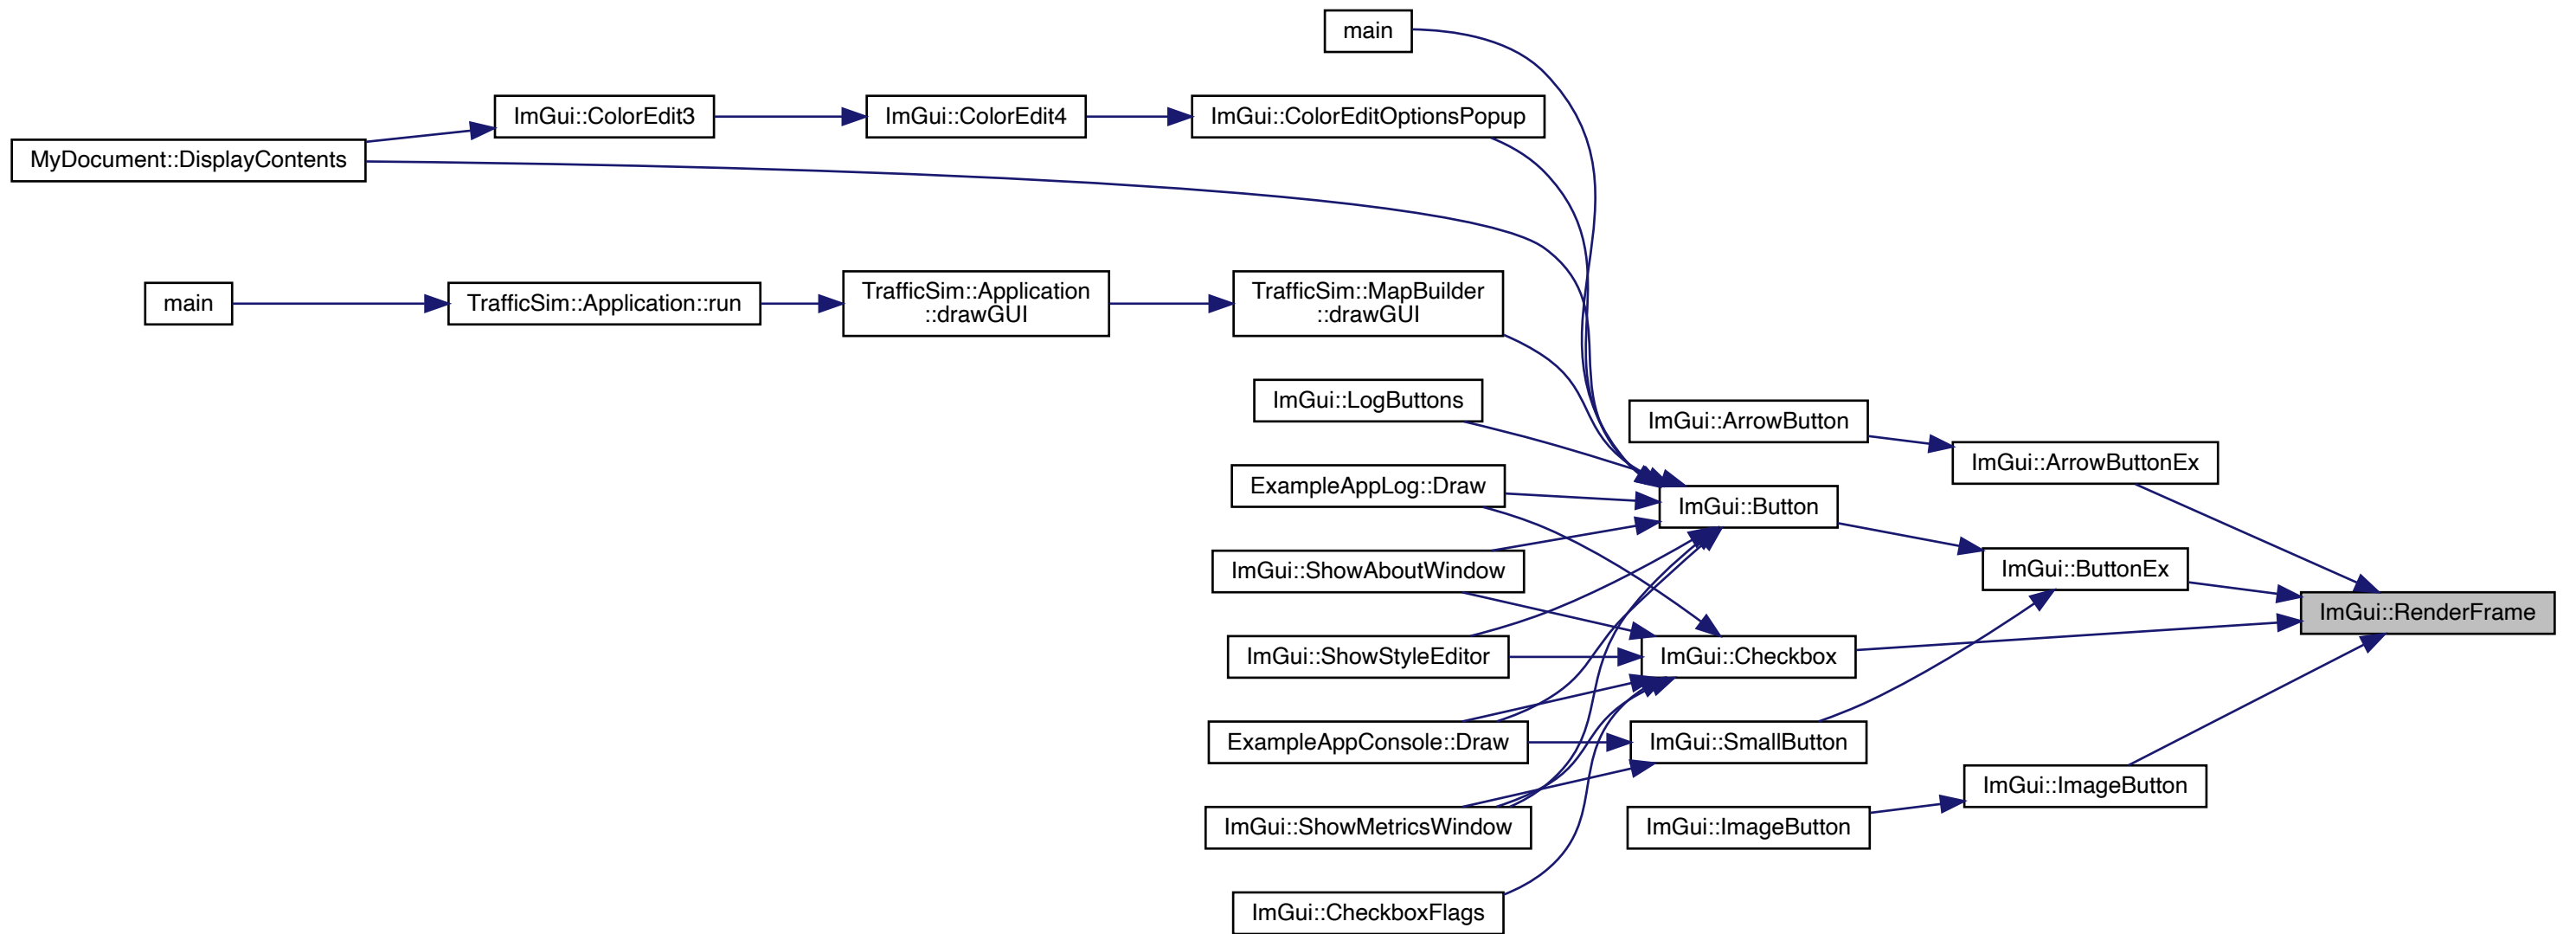 main
ImGui::ColorEdit3
ImGui::ColorEdit4
ImGui::ColorEditOptionsPopup
MyDocument::DisplayContents
main
TrafficSim::Application::run
TrafficSim::Application
::drawGUI
TrafficSim::MapBuilder
::drawGUI
ImGui::LogButtons
ImGui::ArrowButton
ImGui::ArrowButtonEx
ExampleAppLog::Draw
ImGui::Button
ImGui::ShowAboutWindow
ImGui::ButtonEx
ImGui::RenderFrame
ImGui::ShowStyleEditor
ImGui::Checkbox
ExampleAppConsole::Draw
ImGui::SmallButton
ImGui::ImageButton
ImGui::ShowMetricsWindow
ImGui::ImageButton
ImGui::CheckboxFlags